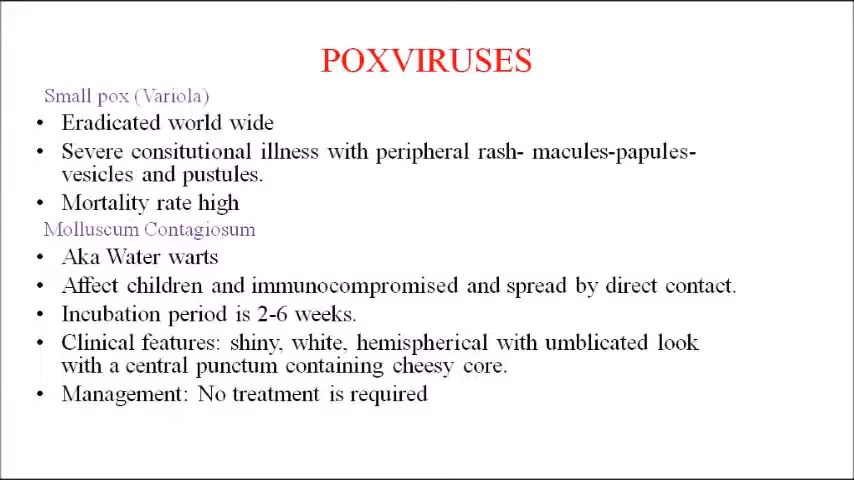 POXVIRUSES
Small pox (Variola)
• Eradicated world wide
• Severe consitutional illness with peripheral rash- macules-papules-
vesicles and pustules.
• Mortality rate high
Molluscum Contagiosum
• Aka Water warts
• Affect children and immunocompromised and spread by direct contact.
• Incubation period is 2-6 weeks.
• Clinical features: shiny, white, hemispherical with umblicated look
with a central punctum containing cheesy core.
• Management: No treatment is required